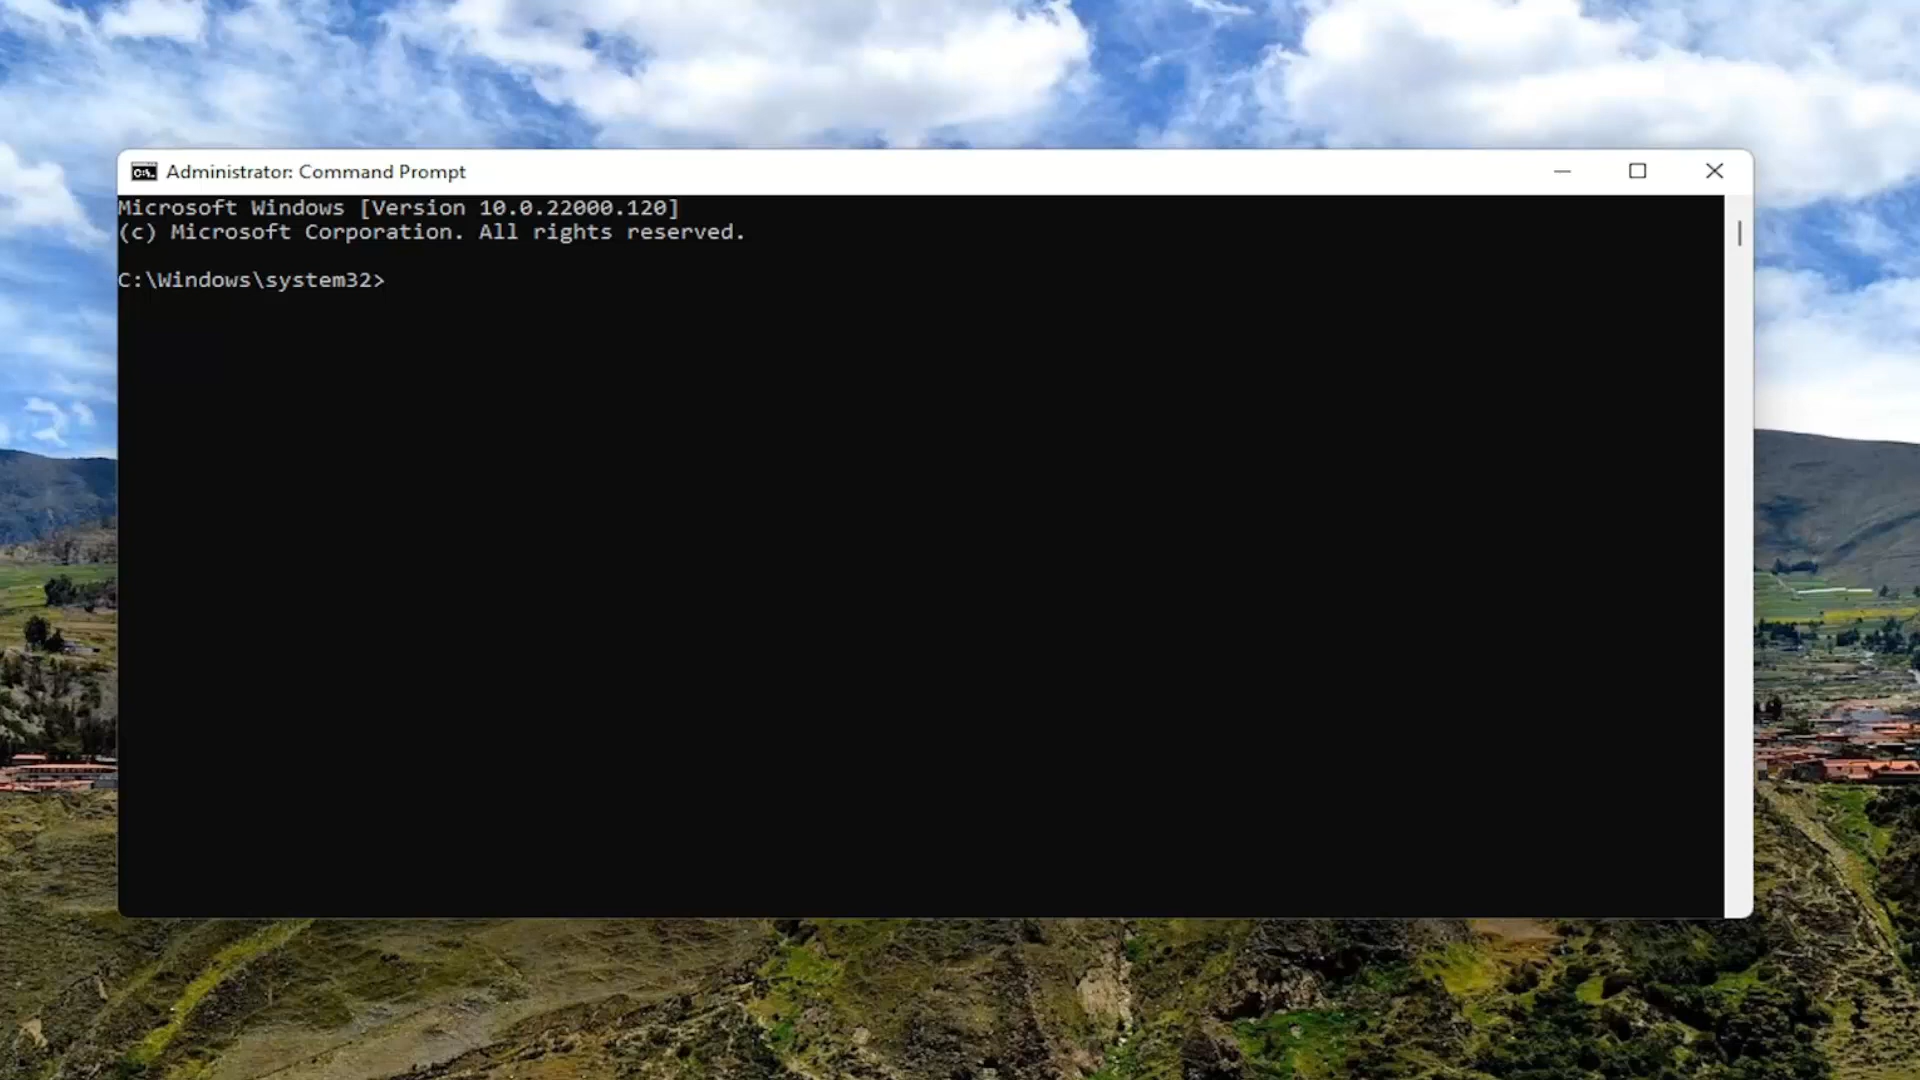 Administrator: Command Prompt
Microsoft Windows [Version 10.0.22000.120]
(c) Microsoft Corporation. All rights reserved.
C:\Windows\system32>